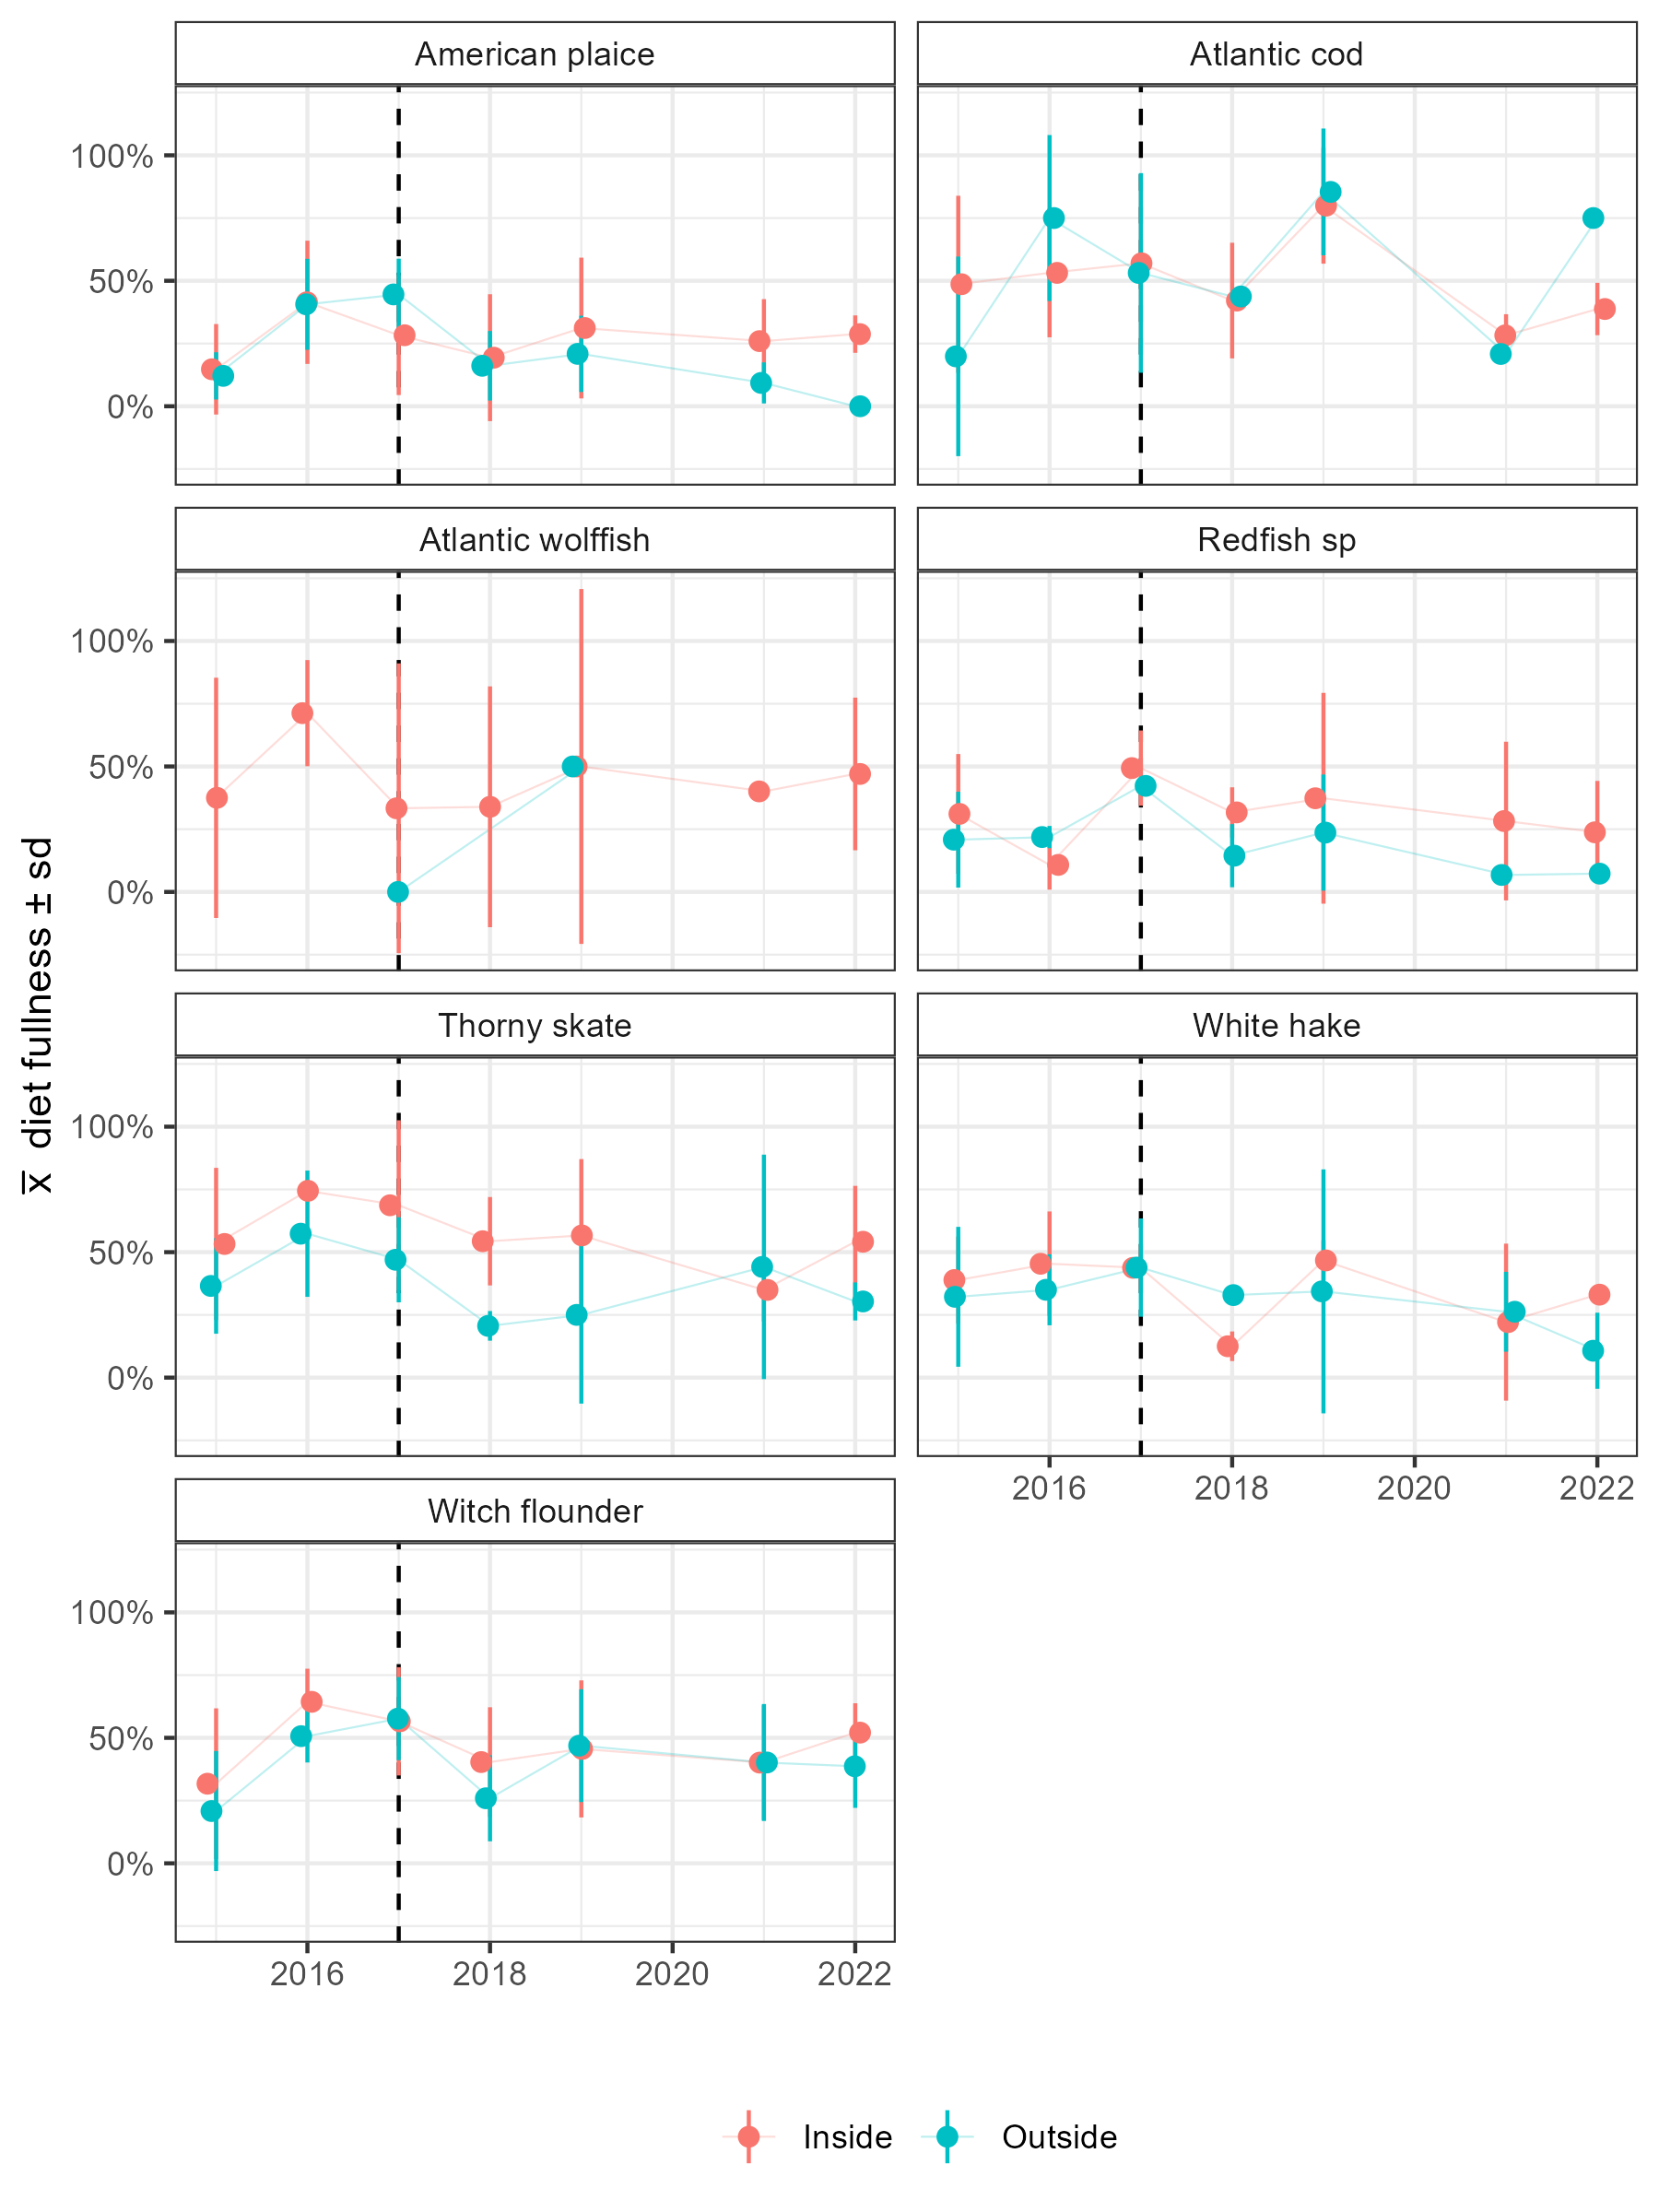 American plaice
Atlantic cod
100%
50%
0%
Atlantic wolffish
Redfish sp
100%
50%
0%
x̅ diet fullness ± sd
Thorny skate
White hake
100%
50%
0%
2016 2018 2020 2022
Witch flounder
100%
50%
0%
2016 2018 2020 2022
Inside Outside